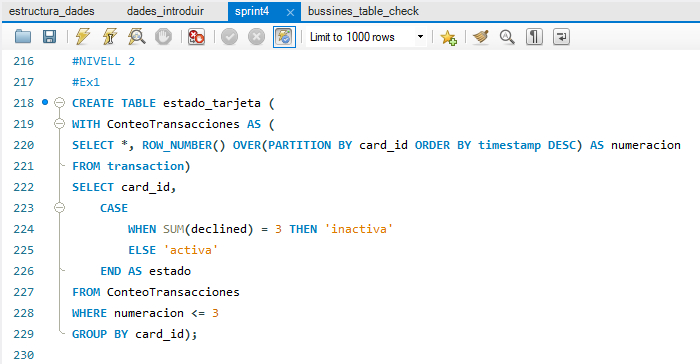 estructura_dades dades_introduir sprint4 × bussines_table_check
Limit to 1000 rows
216 #NIVELL 2
217 #Ex1
218 CREATE TABLE estado_tarjeta (
219 WITH ConteoTransacciones AS (
220 SELECT *, ROW_NUMBER() OVER(PARTITION BY card_id ORDER BY timestamp DESC) AS numeracion
221 FROM transaction)
222 SELECT card_id,
223 CASE
224 WHEN SUM(declined) = 3 THEN 'inactiva'
225 ELSE 'activa'
226 END AS estado
227 FROM ConteoTransacciones
228 WHERE numeracion <= 3
229 GROUP BY card_id);
230